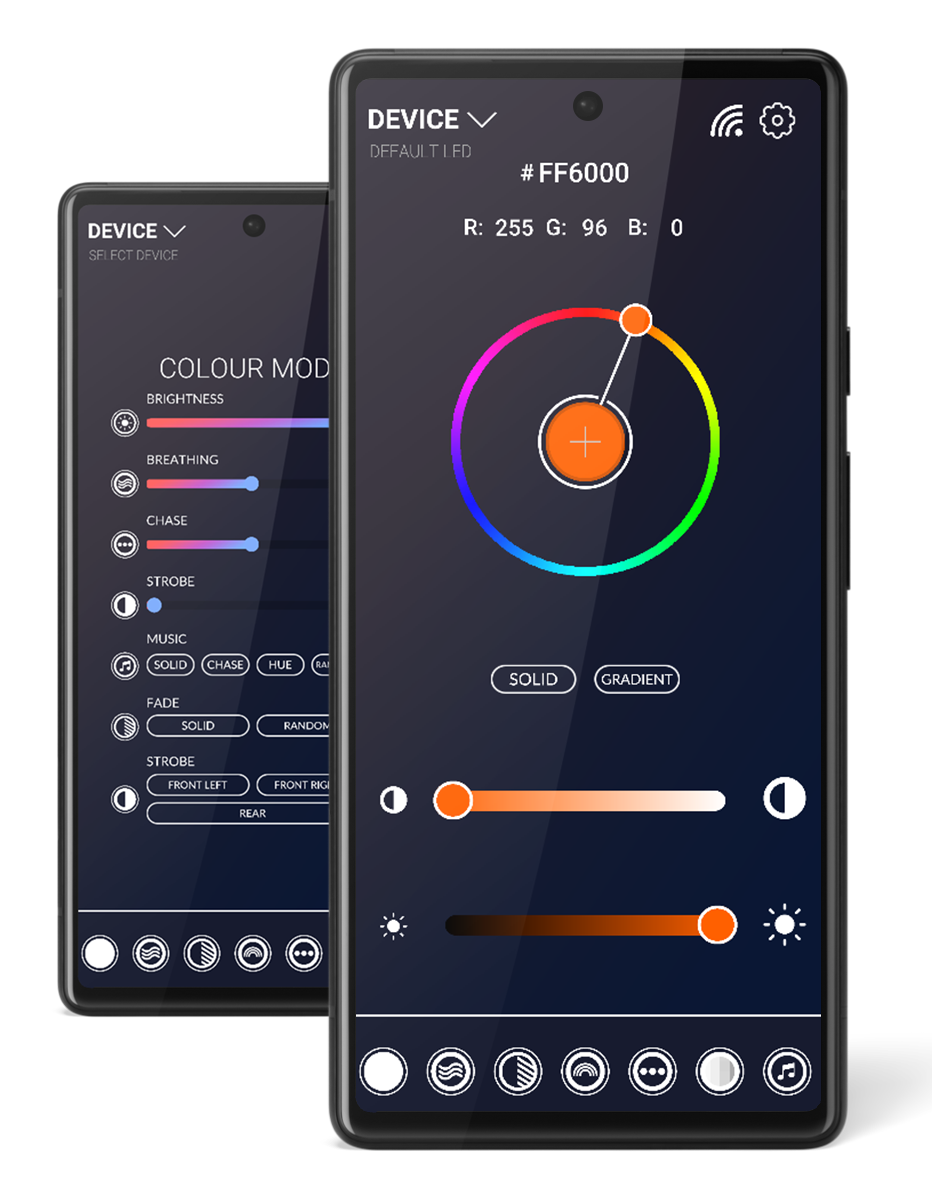 DEVICE
DEFAULT LED
#FF6000
R: 255 G: 96 B: 0
SOLID
GRADIENT
DEVICE
SELECT DEVICE
COLOUR MOD
BRIGHTNESS
BREATHING
CHASE
STROBE
MUSIC
SOLID CHASE HUE RAN
FADE
SOLID RANDOM
STROBE
FRONT LEFT FRONT RIG
REAR